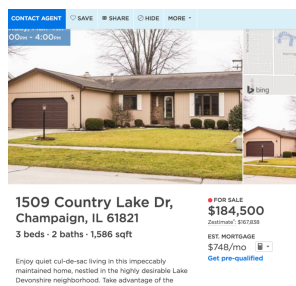 CONTACT AGENT SAVE SHARE HIDE MORE
00PM - 4:00PM
bing
1509 Country Lake Dr,
Champaign, IL 61821
3 beds · 2 baths · 1,586 sqft
FOR SALE
$184,500
Zestimate®: $167,838
EST. MORTGAGE
$748/mo
Get pre-qualified
Enjoy quiet cul-de-sac living in this impeccably
maintained home, nestled in the highly desirable Lake
Devonshire neighborhood. Take advantage of the